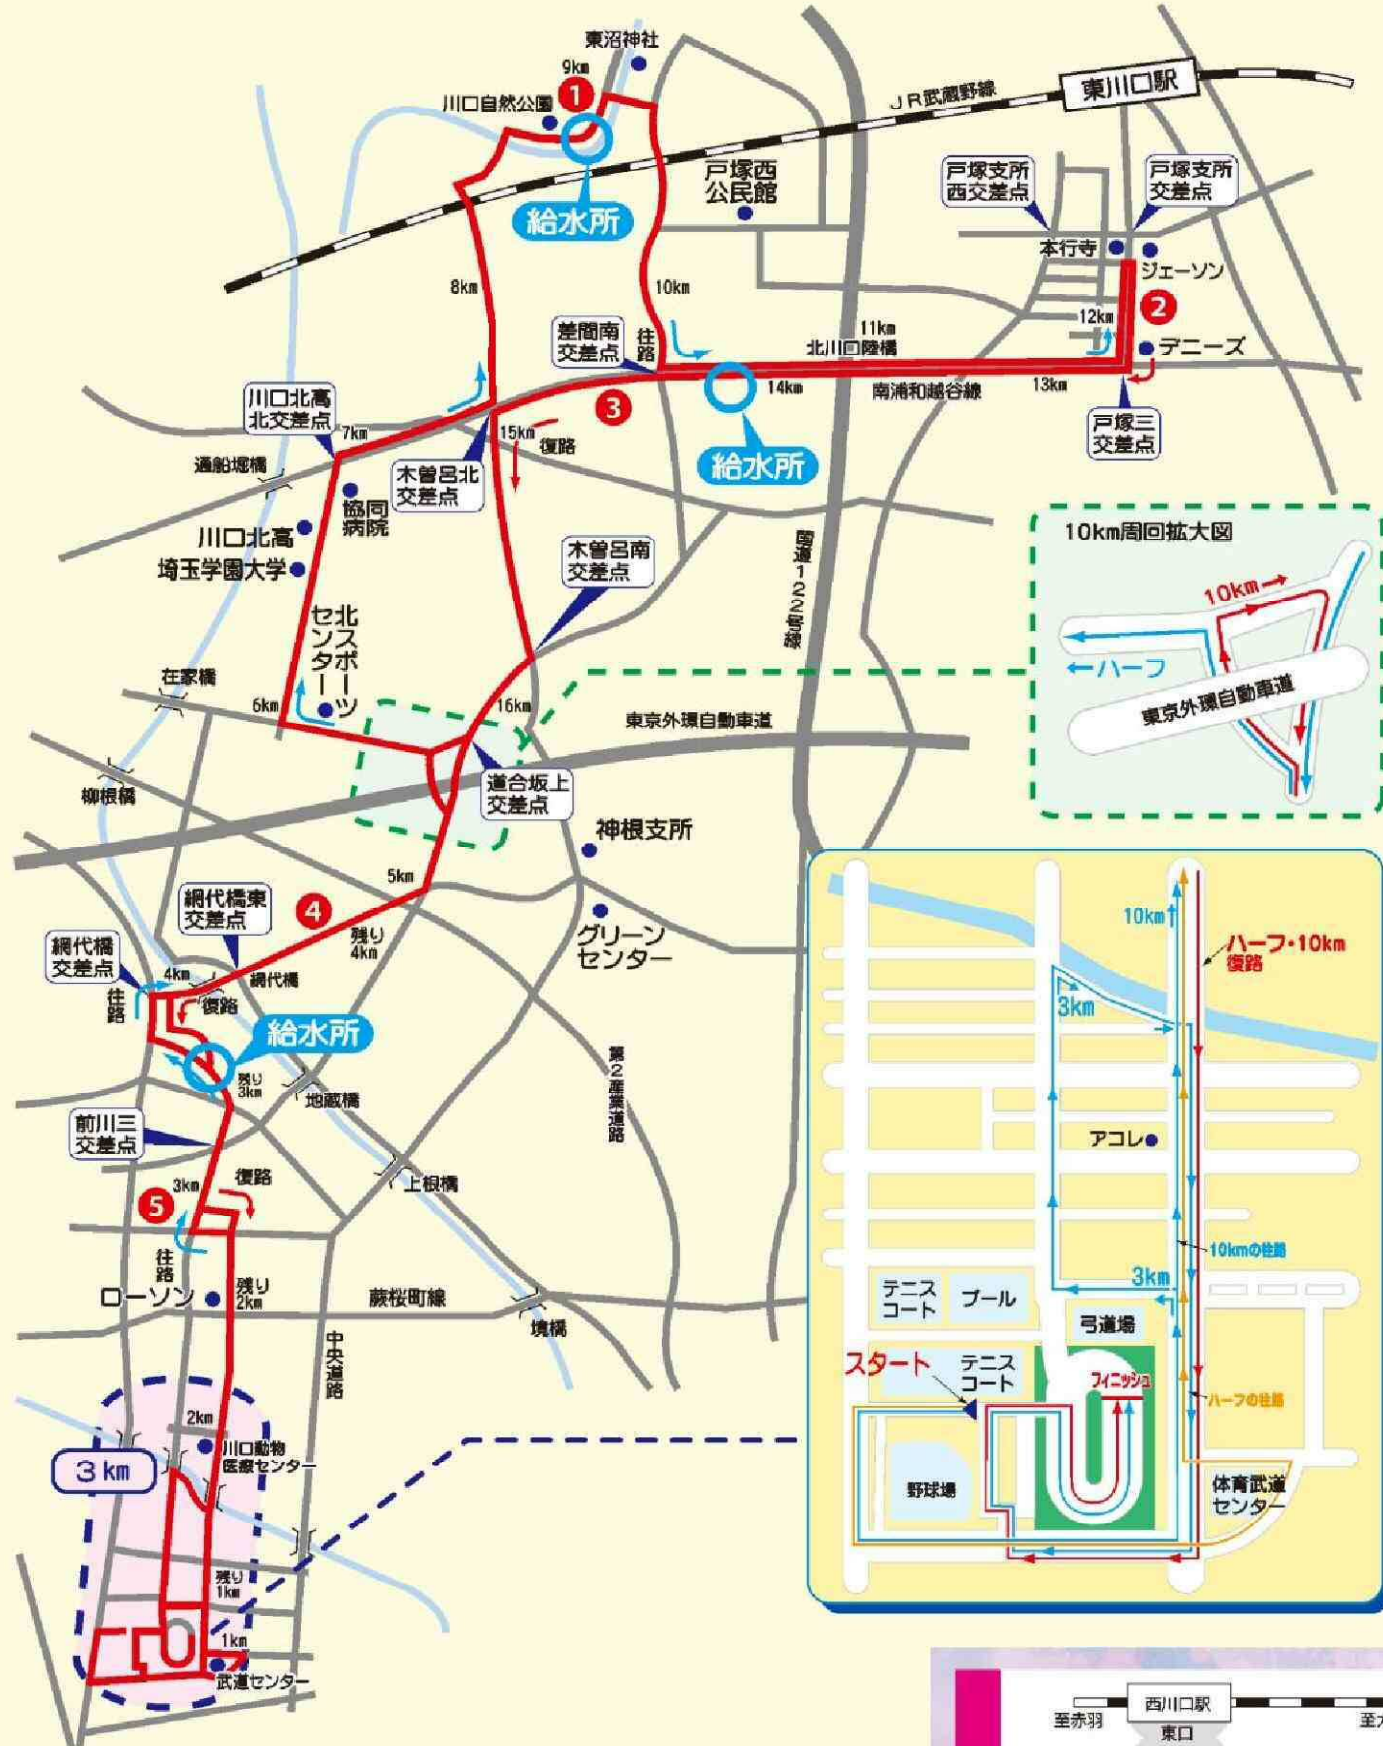 東沼神社
9km
1
川口自然公園
JR武蔵野線
東川口駅
給水所
戸塚西
公民館
戸塚支所
西交差点
戸塚支所
交差点
本行寺
ジェーソン
8km
10km
12km
2
差間南
交差点
往路
11km
北川口陸橋
デニーズ
14km
南浦和越谷線
13km
3
川口北高
北交差点
7km
15km
復路
戸塚三
交差点
通船堀橋
木曽呂北
交差点
給水所
協同
病院
川口北高
埼玉学園大学
木曽呂南
交差点
国道122号線
10km周回拡大図
10km
ハーフ
東京外環自動車道
北スポーツ
センター
在家橋
6km
16km
東京外環自動車道
柳根橋
道合坂上
交差点
神根支所
5km
網代橋東
交差点
4
残り
4km
グリーン
センター
網代橋
交差点
4km
網代橋
往路
復路
給水所
残り
3km
地蔵橋
第2産業道路
前川三
交差点
上根橋
3km
復路
5
往路
ローソン
残り
2km
蕨桜町線
境橋
中央道路
2km
川口動物
医療センター
3km
残り
1km
1km
武道センター
10km
ハーフ・10km
復路
3km
アコレ
10kmの往路
3km
テニス
コート
プール
弓道場
スタート
テニス
コート
フィニッシュ
ハーフの往路
野球場
体育武道
センター
西川口駅
至赤羽
東口